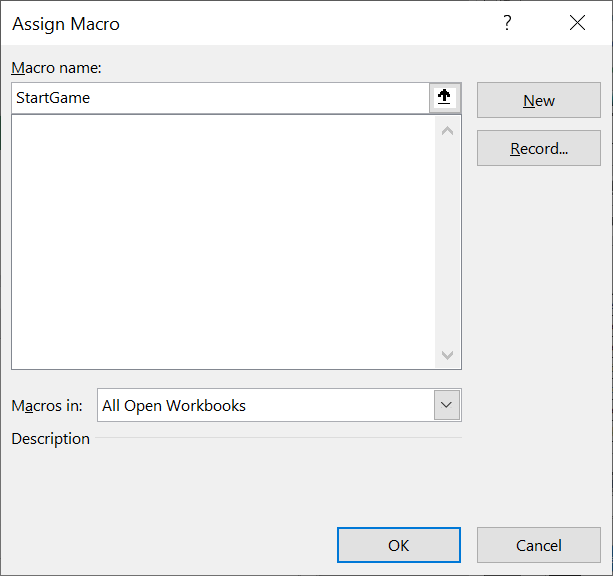 Assign Macro
?
Macro name:
StartGame
New
Record...
Macros in:
All Open Workbooks
Description
OK
Cancel